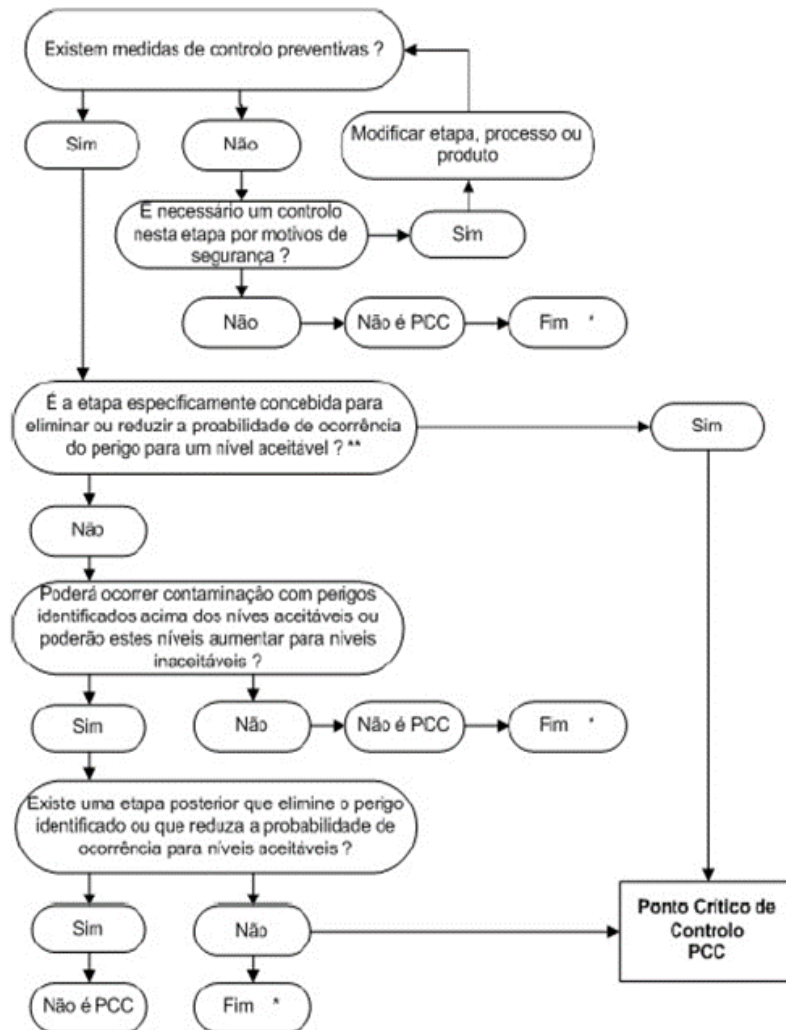 Existem medidas de controlo preventivas ?
Sim
Não
Modificar etapa, processo ou
produto
É necessário um controlo
nesta etapa por motivos de
segurança ?
Sim
Não
Não é PCC
Fim *
É a etapa especificamente concebida para
eliminar ou reduzir a proabilidade de ocorrência
do perigo para um nível aceitável ? **
Sim
Não
Poderá ocorrer contaminação com perigos
identificados acima dos níves aceitáveis ou
poderão estes níveis aumentar para níveis
inaceitáveis ?
Sim
Não
Não é PCC
Fim *
Existe uma etapa posterior que elimine o perigo
identificado ou que reduza a probabilidade de
ocorrência para níveis aceitáveis ?
Sim
Não
Ponto Crítico de
Controlo
PCC
Não é PCC
Fim *